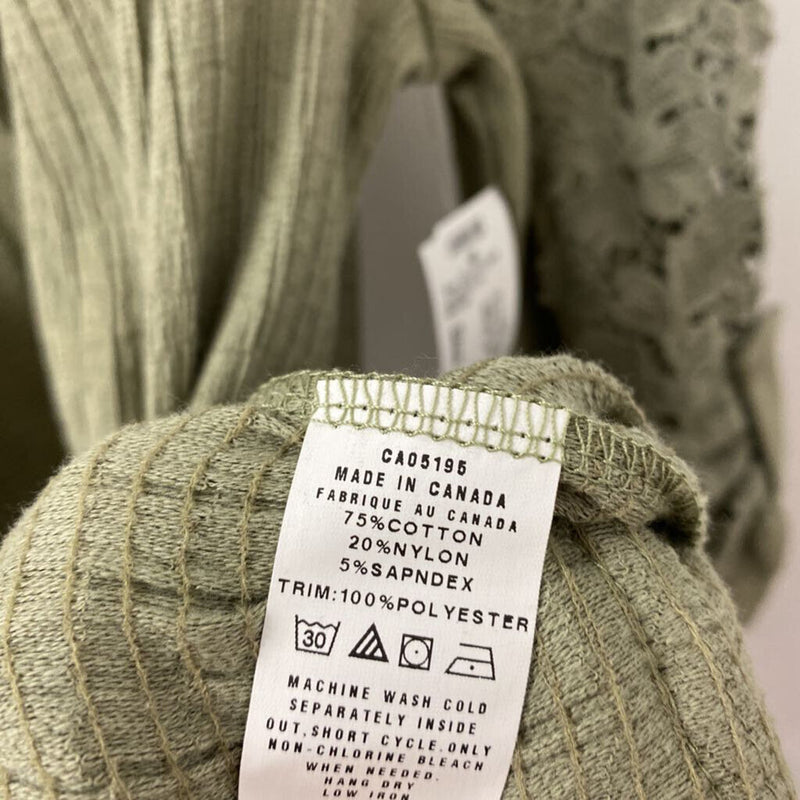 CA05195
MADE IN CANADA
FABRIQUE AU CANADA
75%COTTON
20%NYLON
5%SAPNDEX
TRIM:100%POLYESTER
30
MACHINE WASH COLD
SEPARATELY INSIDE
OUT,SHORT CYCLE.ONLY
NON-CHLORINE BLEACH
WHEN NEEDED.
HANG DRY
LOW IRON